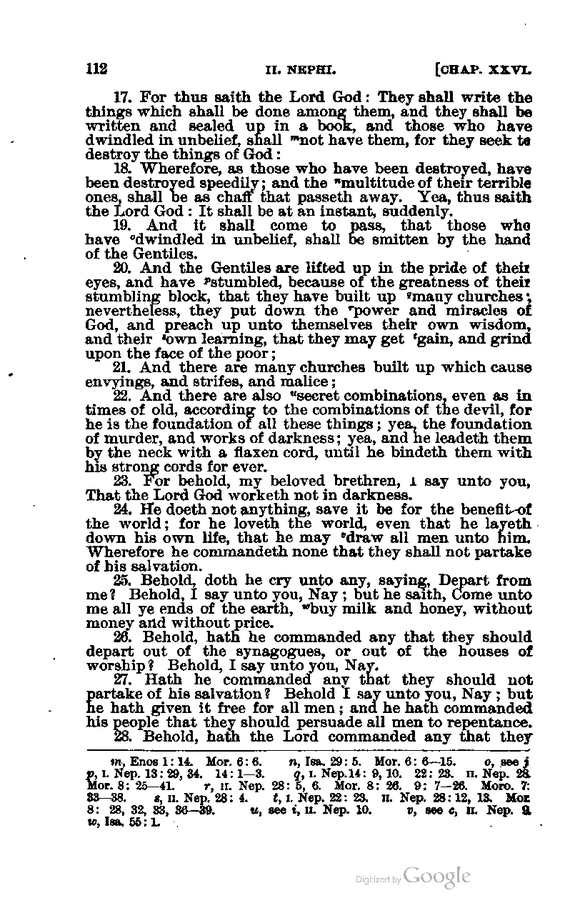 112 II. NEPHI. [CHAP. XXVI.
17. For thus saith the Lord God: They shall write the
things which shall be done among them, and they shall be
written and sealed up in a book, and those who have
dwindled in unbelief, shall ᵐnot have them, for they seek to
destroy the things of God:
18. Wherefore, as those who have been destroyed, have
been destroyed speedily; and the ⁿmultitude of their terrible
ones, shall be as chaff that passeth away. Yea, thus saith
the Lord God: It shall be at an instant, suddenly.
19. And it shall come to pass, that those who
have ᵒdwindled in unbelief, shall be smitten by the hand
of the Gentiles.
20. And the Gentiles are lifted up in the pride of their
eyes, and have ᵖstumbled, because of the greatness of their
stumbling block, that they have built up ᑫmany churches;
nevertheless, they put down the ʳpower and miracles of
God, and preach up unto themselves their own wisdom,
and their ˢown learning, that they may get ᵗgain, and grind
upon the face of the poor;
21. And there are many churches built up which cause
envyings, and strifes, and malice;
22. And there are also ᵘsecret combinations, even as in
times of old, according to the combinations of the devil, for
he is the foundation of all these things; yea, the foundation
of murder, and works of darkness; yea, and he leadeth them
by the neck with a flaxen cord, until he bindeth them with
his strong cords for ever.
23. For behold, my beloved brethren, I say unto you,
That the Lord God worketh not in darkness.
24. He doeth not anything, save it be for the benefit of
the world; for he loveth the world, even that he layeth
down his own life, that he may ᵛdraw all men unto him.
Wherefore he commandeth none that they shall not partake
of his salvation.
25. Behold, doth he cry unto any, saying, Depart from
me? Behold, I say unto you, Nay; but he saith, Come unto
me all ye ends of the earth, ʷbuy milk and honey, without
money and without price.
26. Behold, hath he commanded any that they should
depart out of the synagogues, or out of the houses of
worship? Behold, I say unto you, Nay.
27. Hath he commanded any that they should not
partake of his salvation? Behold I say unto you, Nay; but
he hath given it free for all men; and he hath commanded
his people that they should persuade all men to repentance.
28. Behold, hath the Lord commanded any that they
m, Enos 1: 14. Mor. 6: 6. n, Isa. 29: 5. Mor. 6: 6—15. o, see j
p, I. Nep. 13: 29, 34. 14: 1—3. q, I. Nep. 14: 9, 10. 22: 23. II. Nep. 28.
Mor. 8: 25—41. r, II. Nep. 28: 5, 6. Mor. 8: 26. 9: 7—26. Moro. 7:
33—38. s, II. Nep. 28: 4. t, I. Nep. 22: 23. II. Nep. 28: 12, 13. Mor.
8: 28, 32, 33, 36—39. u, see i, II. Nep. 10. v, see c, II. Nep. 2.
w, Isa. 55: 1.
Digitized by Google